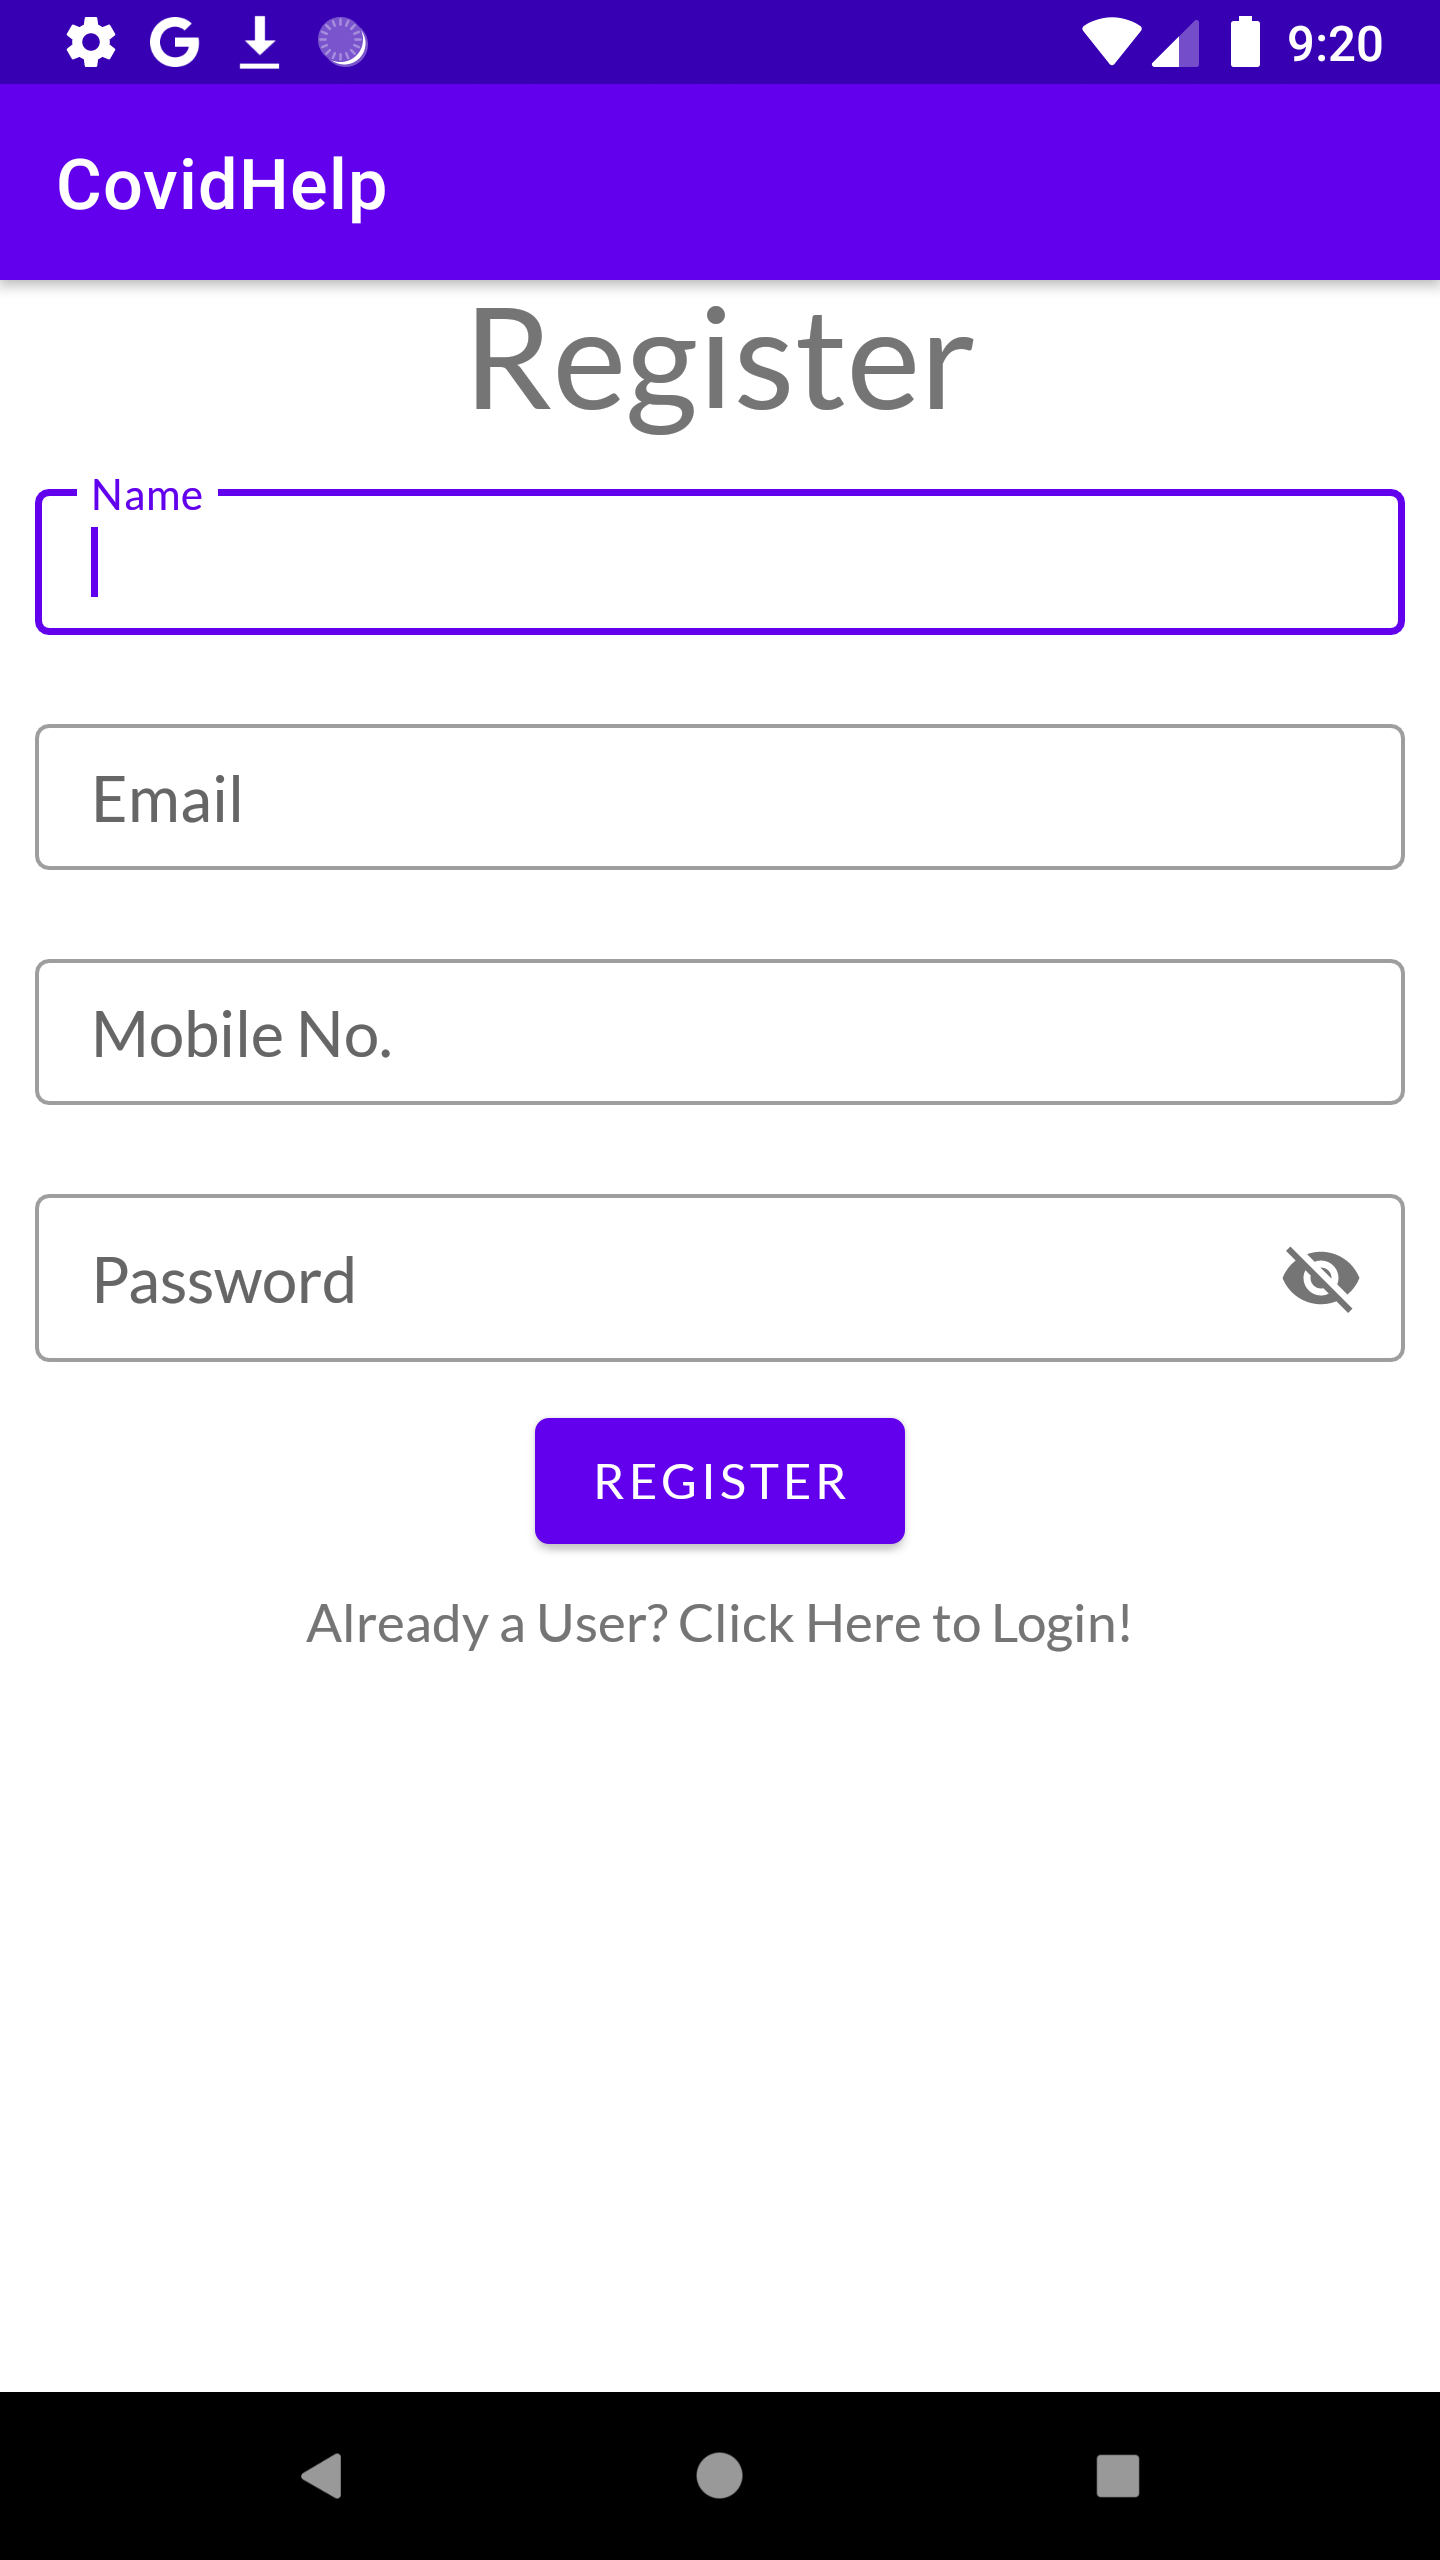 9:20
CovidHelp
Register
Name
Email
Mobile No.
Password
REGISTER
Already a User? Click Here to Login!